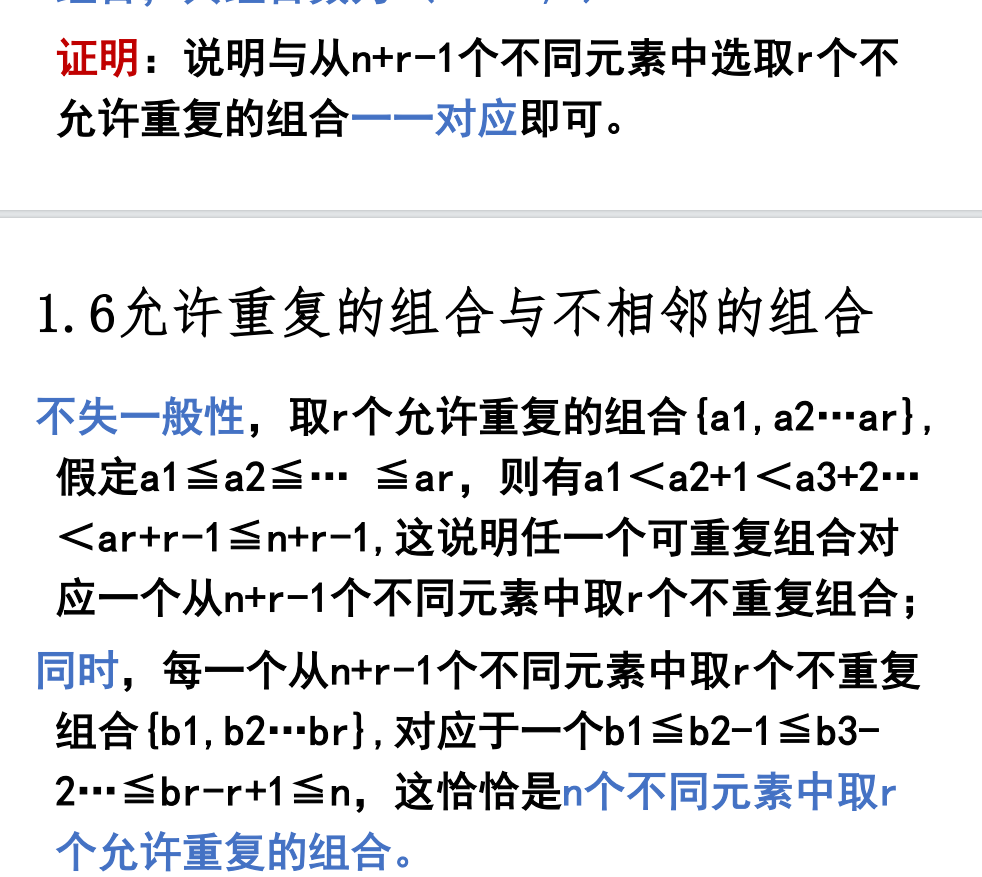 证明：说明与从n+r-1个不同元素中选取r个不
允许重复的组合一一对应即可。
1.6允许重复的组合与不相邻的组合
不失一般性，取r个允许重复的组合{a1,a2…ar},
假定a1≦a2≦… ≦ar，则有a1＜a2+1＜a3+2…
＜ar+r-1≦n+r-1,这说明任一个可重复组合对
应一个从n+r-1个不同元素中取r个不重复组合；
同时，每一个从n+r-1个不同元素中取r个不重复
组合{b1,b2…br},对应于一个b1≦b2-1≦b3-
2…≦br-r+1≦n，这恰恰是n个不同元素中取r
个允许重复的组合。